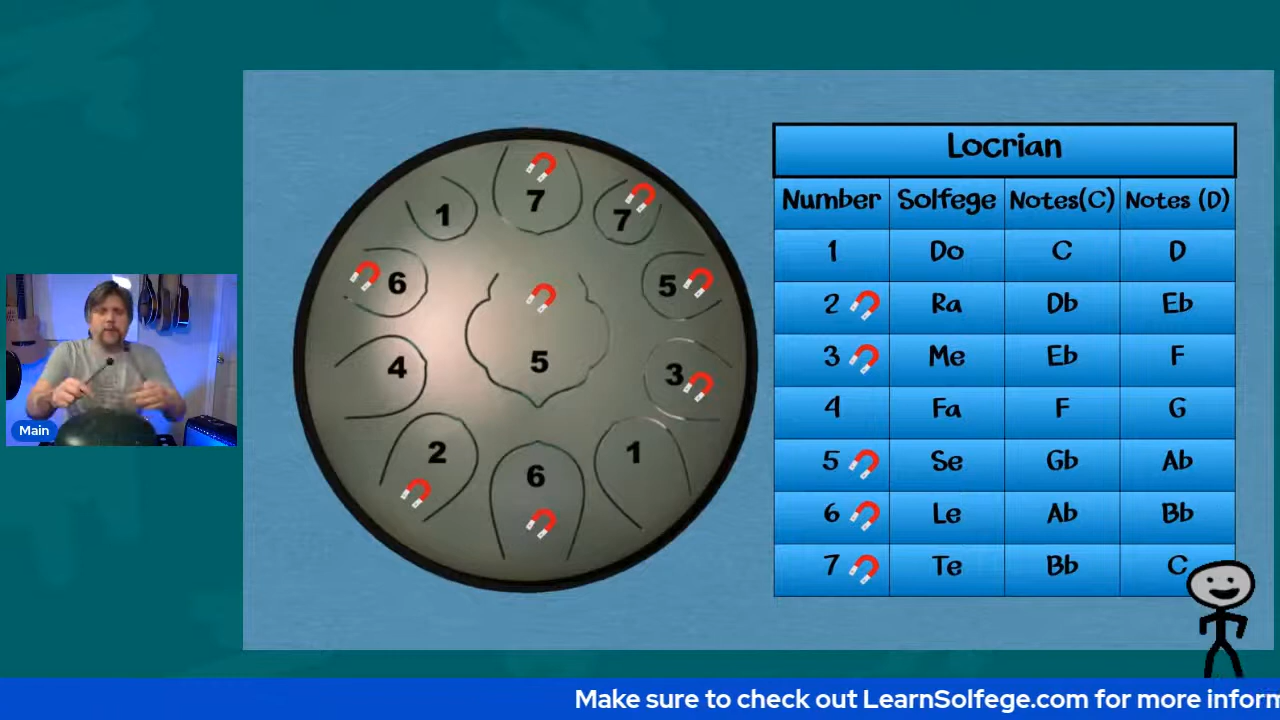 7
1
7
6
5
5
4
3
2
6
1
Locrian
Number Solfege Notes(C) Notes (D)
1 Do C D
2 Ra Db Eb
3 Me Eb F
4 Fa F G
5 Se Gb Ab
6 Le Ab Bb
7 Te Bb C
Main
Make sure to check out LearnSolfege.com for more inform